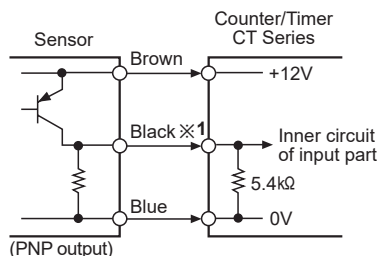 Counter/Timer
CT Series
Sensor
Brown
+12V
Black ※1
Inner circuit
of input part
5.4kΩ
Blue
0V
(PNP output)